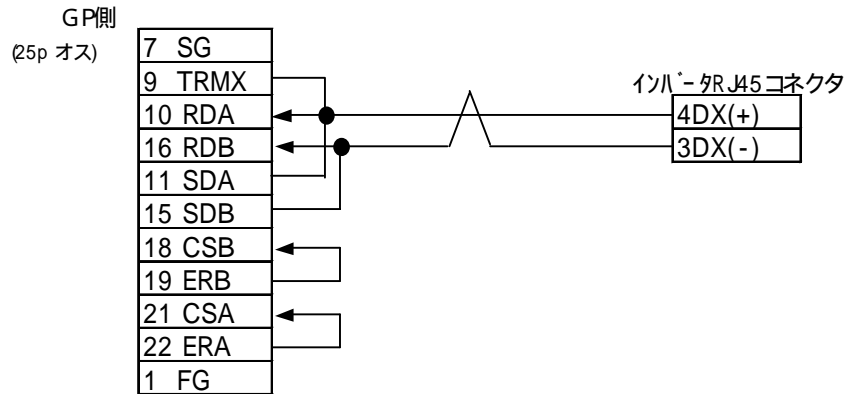 GP側
(25p オス)
7 SG
9 TRMX
10 RDA
16 RDB
11 SDA
15 SDB
18 CSB
19 ERB
21 CSA
22 ERA
1 FG
インバータRJ45コネクタ
4DX(+)
3DX(-)